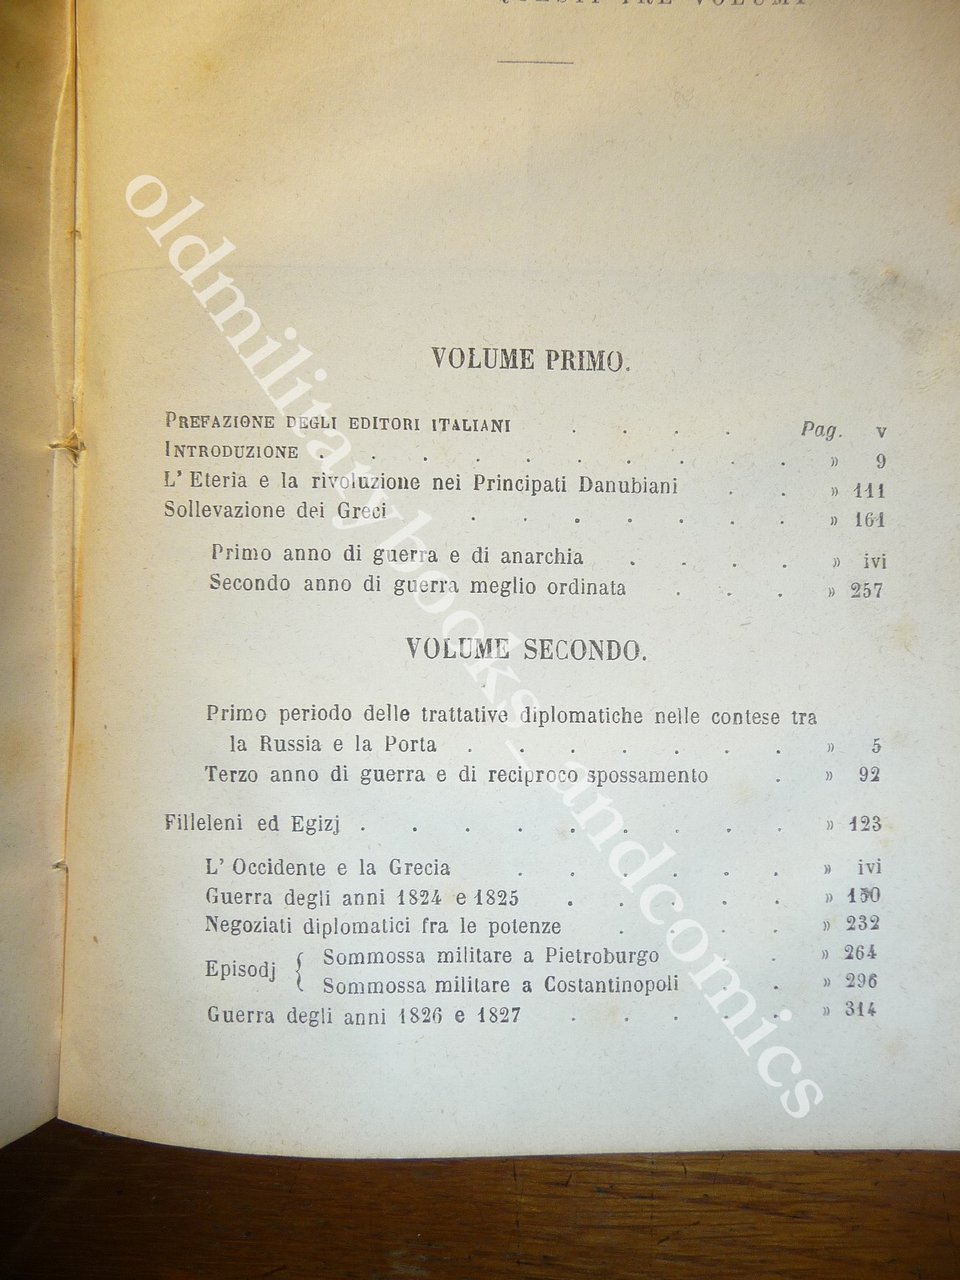 QUESTI TRE VOLUMI
VOLUME PRIMO.
PREFAZIONE DEGLI EDITORI ITALIANI . . . . Pag. v
INTRODUZIONE . . . . . . . . . . » 9
L' Eteria e la rivoluzione nei Principati Danubiani . . » 111
Sollevazione dei Greci . . . . . . . » 161
Primo anno di guerra e di anarchia . . . . » ivi
Secondo anno di guerra meglio ordinata . . . » 257
VOLUME SECONDO.
Primo periodo delle trattative diplomatiche nelle contese tra
la Russia e la Porta . . . . . . . » 5
Terzo anno di guerra e di reciproco spossamento . » 92
Filleleni ed Egizj . . . . . . . . . » 123
L' Occidente e la Grecia . . . . . . » ivi
Guerra degli anni 1824 e 1825 . . . . . » 150
Negoziati diplomatici fra le potenze . . . . » 232
Episodj { Sommossa militare a Pietroburgo . . » 264
Sommossa militare a Costantinopoli . . » 296
Guerra degli anni 1826 e 1827 . . . . . » 314
oldmilitarybooks_andcomics